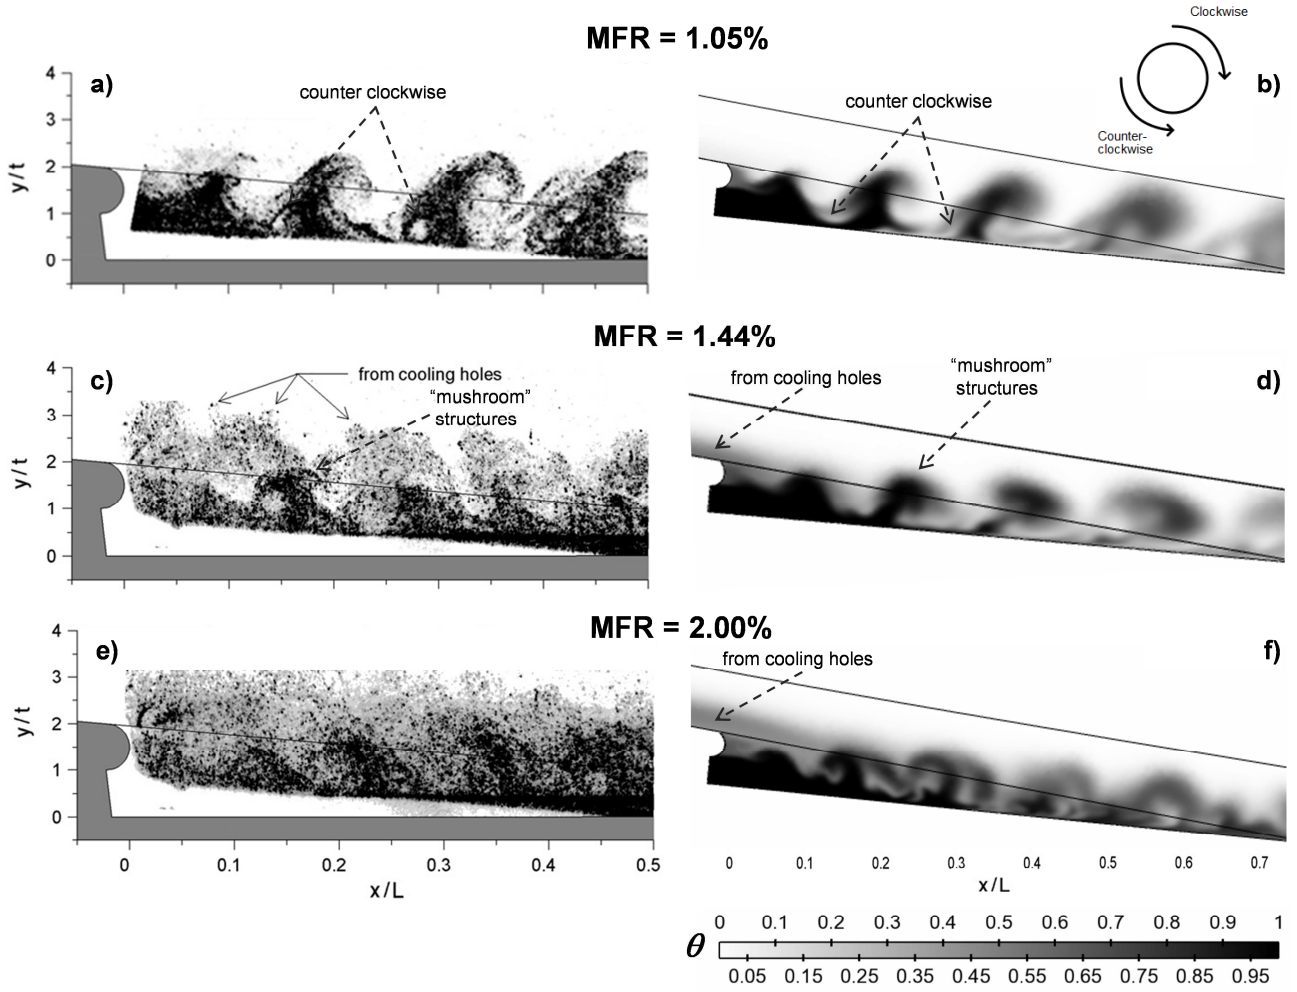 MFR = 1.05%
Clockwise
Counter-
clockwise
a)
counter clockwise
4
3
2
1
0
y/t
b)
counter clockwise
MFR = 1.44%
c)
from cooling holes
“mushroom”
structures
4
3
2
1
0
y/t
d)
from cooling holes
“mushroom”
structures
MFR = 2.00%
e)
4
3
2
1
0
y/t
0 0.1 0.2 0.3 0.4 0.5
x/L
f)
from cooling holes
0 0.1 0.2 0.3 0.4 0.5 0.6 0.7
x/L
0 0.1 0.2 0.3 0.4 0.5 0.6 0.7 0.8 0.9 1
θ
0.05 0.15 0.25 0.35 0.45 0.55 0.65 0.75 0.85 0.95